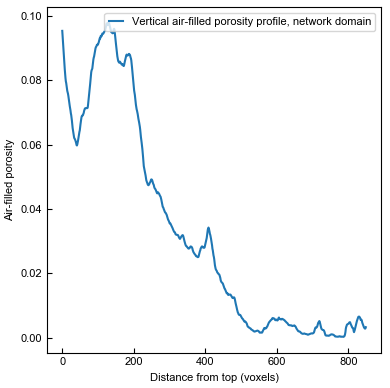 Vertical air-filled porosity profile, network domain
0.10
0.08
0.06
0.04
0.02
0.00
Air-filled porosity
0 200 400 600 800
Distance from top (voxels)